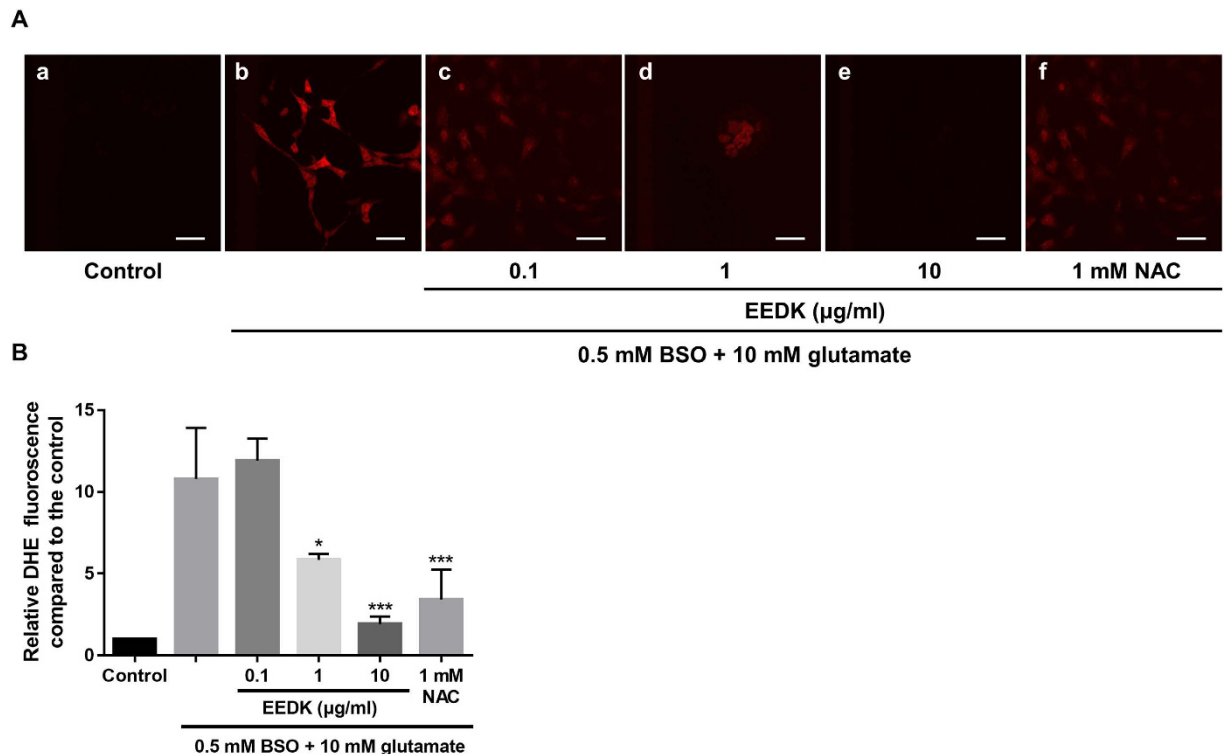 A
a b c d e f
Control 0.1 1 10 1 mM NAC
EEDK (µg/ml)
0.5 mM BSO + 10 mM glutamate
B
Relative DHE fluoroscence
compared to the control
15
10
5
0
*
***
***
Control 0.1 1 10 1 mM
NAC
EEDK (µg/ml)
0.5 mM BSO + 10 mM glutamate